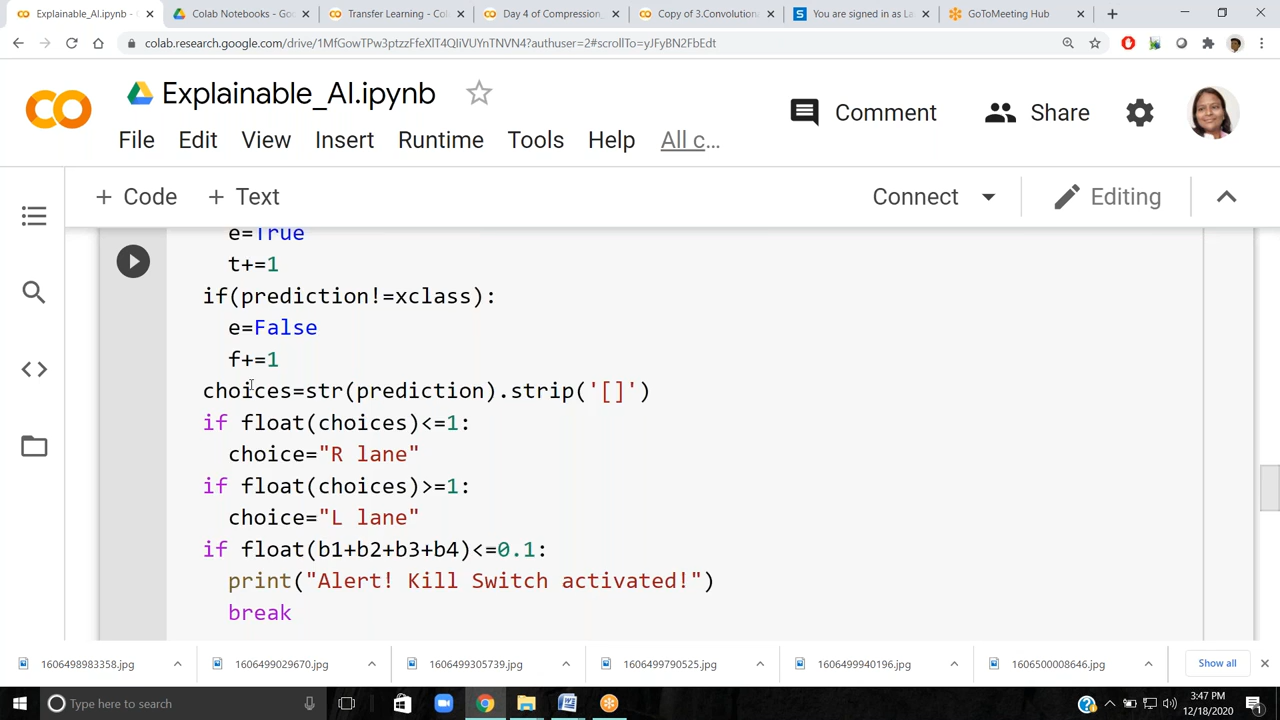 Explainable_AI.ipynb
Colab Notebooks - Go
Transfer Learning - Col
Day 4 of Compression_
Copy of 3.Convolution
You are signed in as La
GoToMeeting Hub
colab.research.google.com/drive/1MfGowTPw3ptzzFfeXlT4QIiVUYnTNVN4?authuser=2#scrollTo=yJFyBN2FbEdt
Explainable_AI.ipynb
Comment
Share
File Edit View Insert Runtime Tools Help All c…
+ Code + Text
Connect
Editing
e=True
t+=1
if(prediction!=xclass):
e=False
f+=1
choices=str(prediction).strip('[]')
if float(choices)<=1:
choice="R lane"
if float(choices)>=1:
choice="L lane"
if float(b1+b2+b3+b4)<=0.1:
print("Alert! Kill Switch activated!")
break
1606498983358.jpg
1606499029670.jpg
1606499305739.jpg
1606499790525.jpg
1606499940196.jpg
1606500008646.jpg
Show all
Type here to search
3:47 PM
12/18/2020